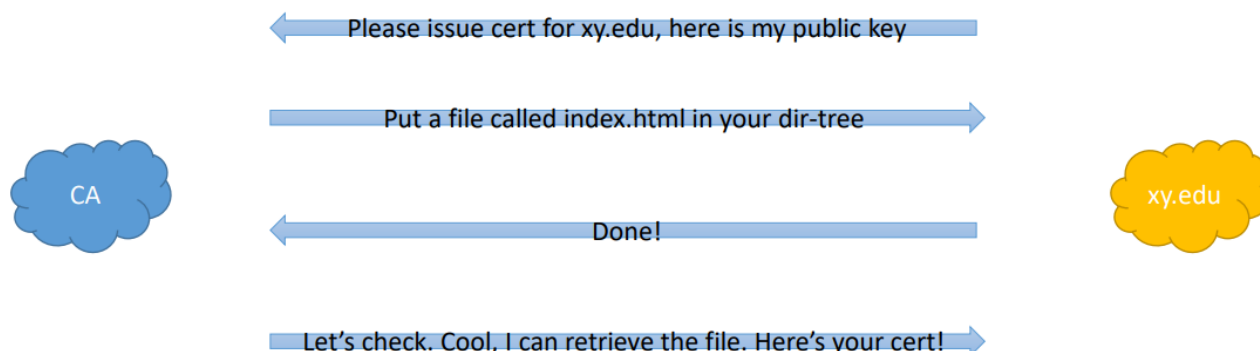 Please issue cert for xy.edu, here is my public key
Put a file called index.html in your dir-tree
CA
xy.edu
Done!
Let's check. Cool, I can retrieve the file. Here's your cert!